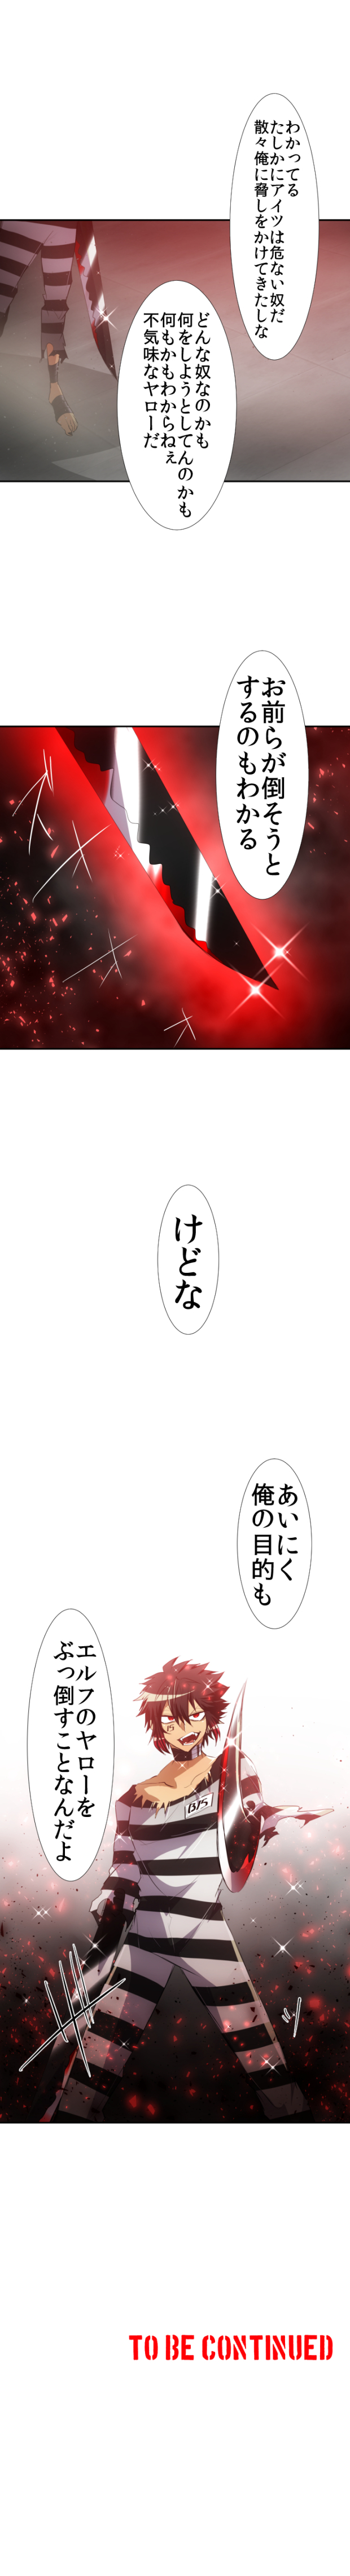 わかってる
たしかにアイツは危ない奴だ
散々俺に脅しをかけてきたしな
どんな奴なのかも
何をしようとしてんのかも
何もかもわからねぇ
不気味なヤローだ
お前らが倒そうと
するのもわかる
けどな
あいにく
俺の目的も
エルフのヤローを
ぶっ倒すことなんだよ
B/5
TO BE CONTINUED